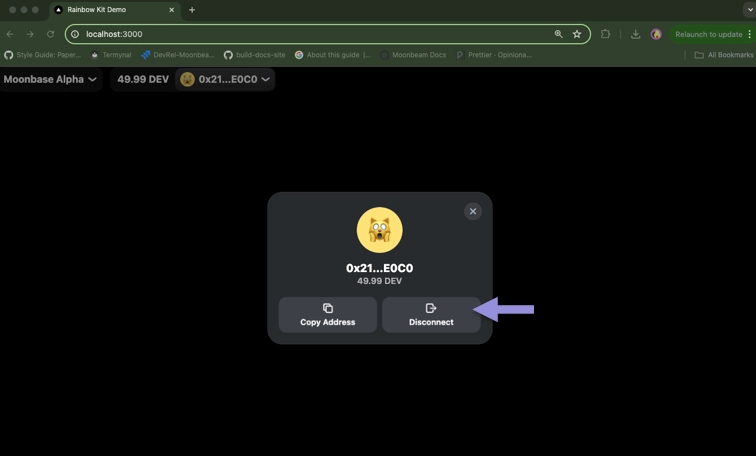 Rainbow Kit Demo
localhost:3000
Relaunch to update
Style Guide: Paper...
Termynal
DevRel-Moonbea...
build-docs-site
About this guide |...
Moonbeam Docs
Prettier · Opiniona...
All Bookmarks
Moonbase Alpha
49.99 DEV
0x21...E0C0
0x21...E0C0
49.99 DEV
Copy Address
Disconnect